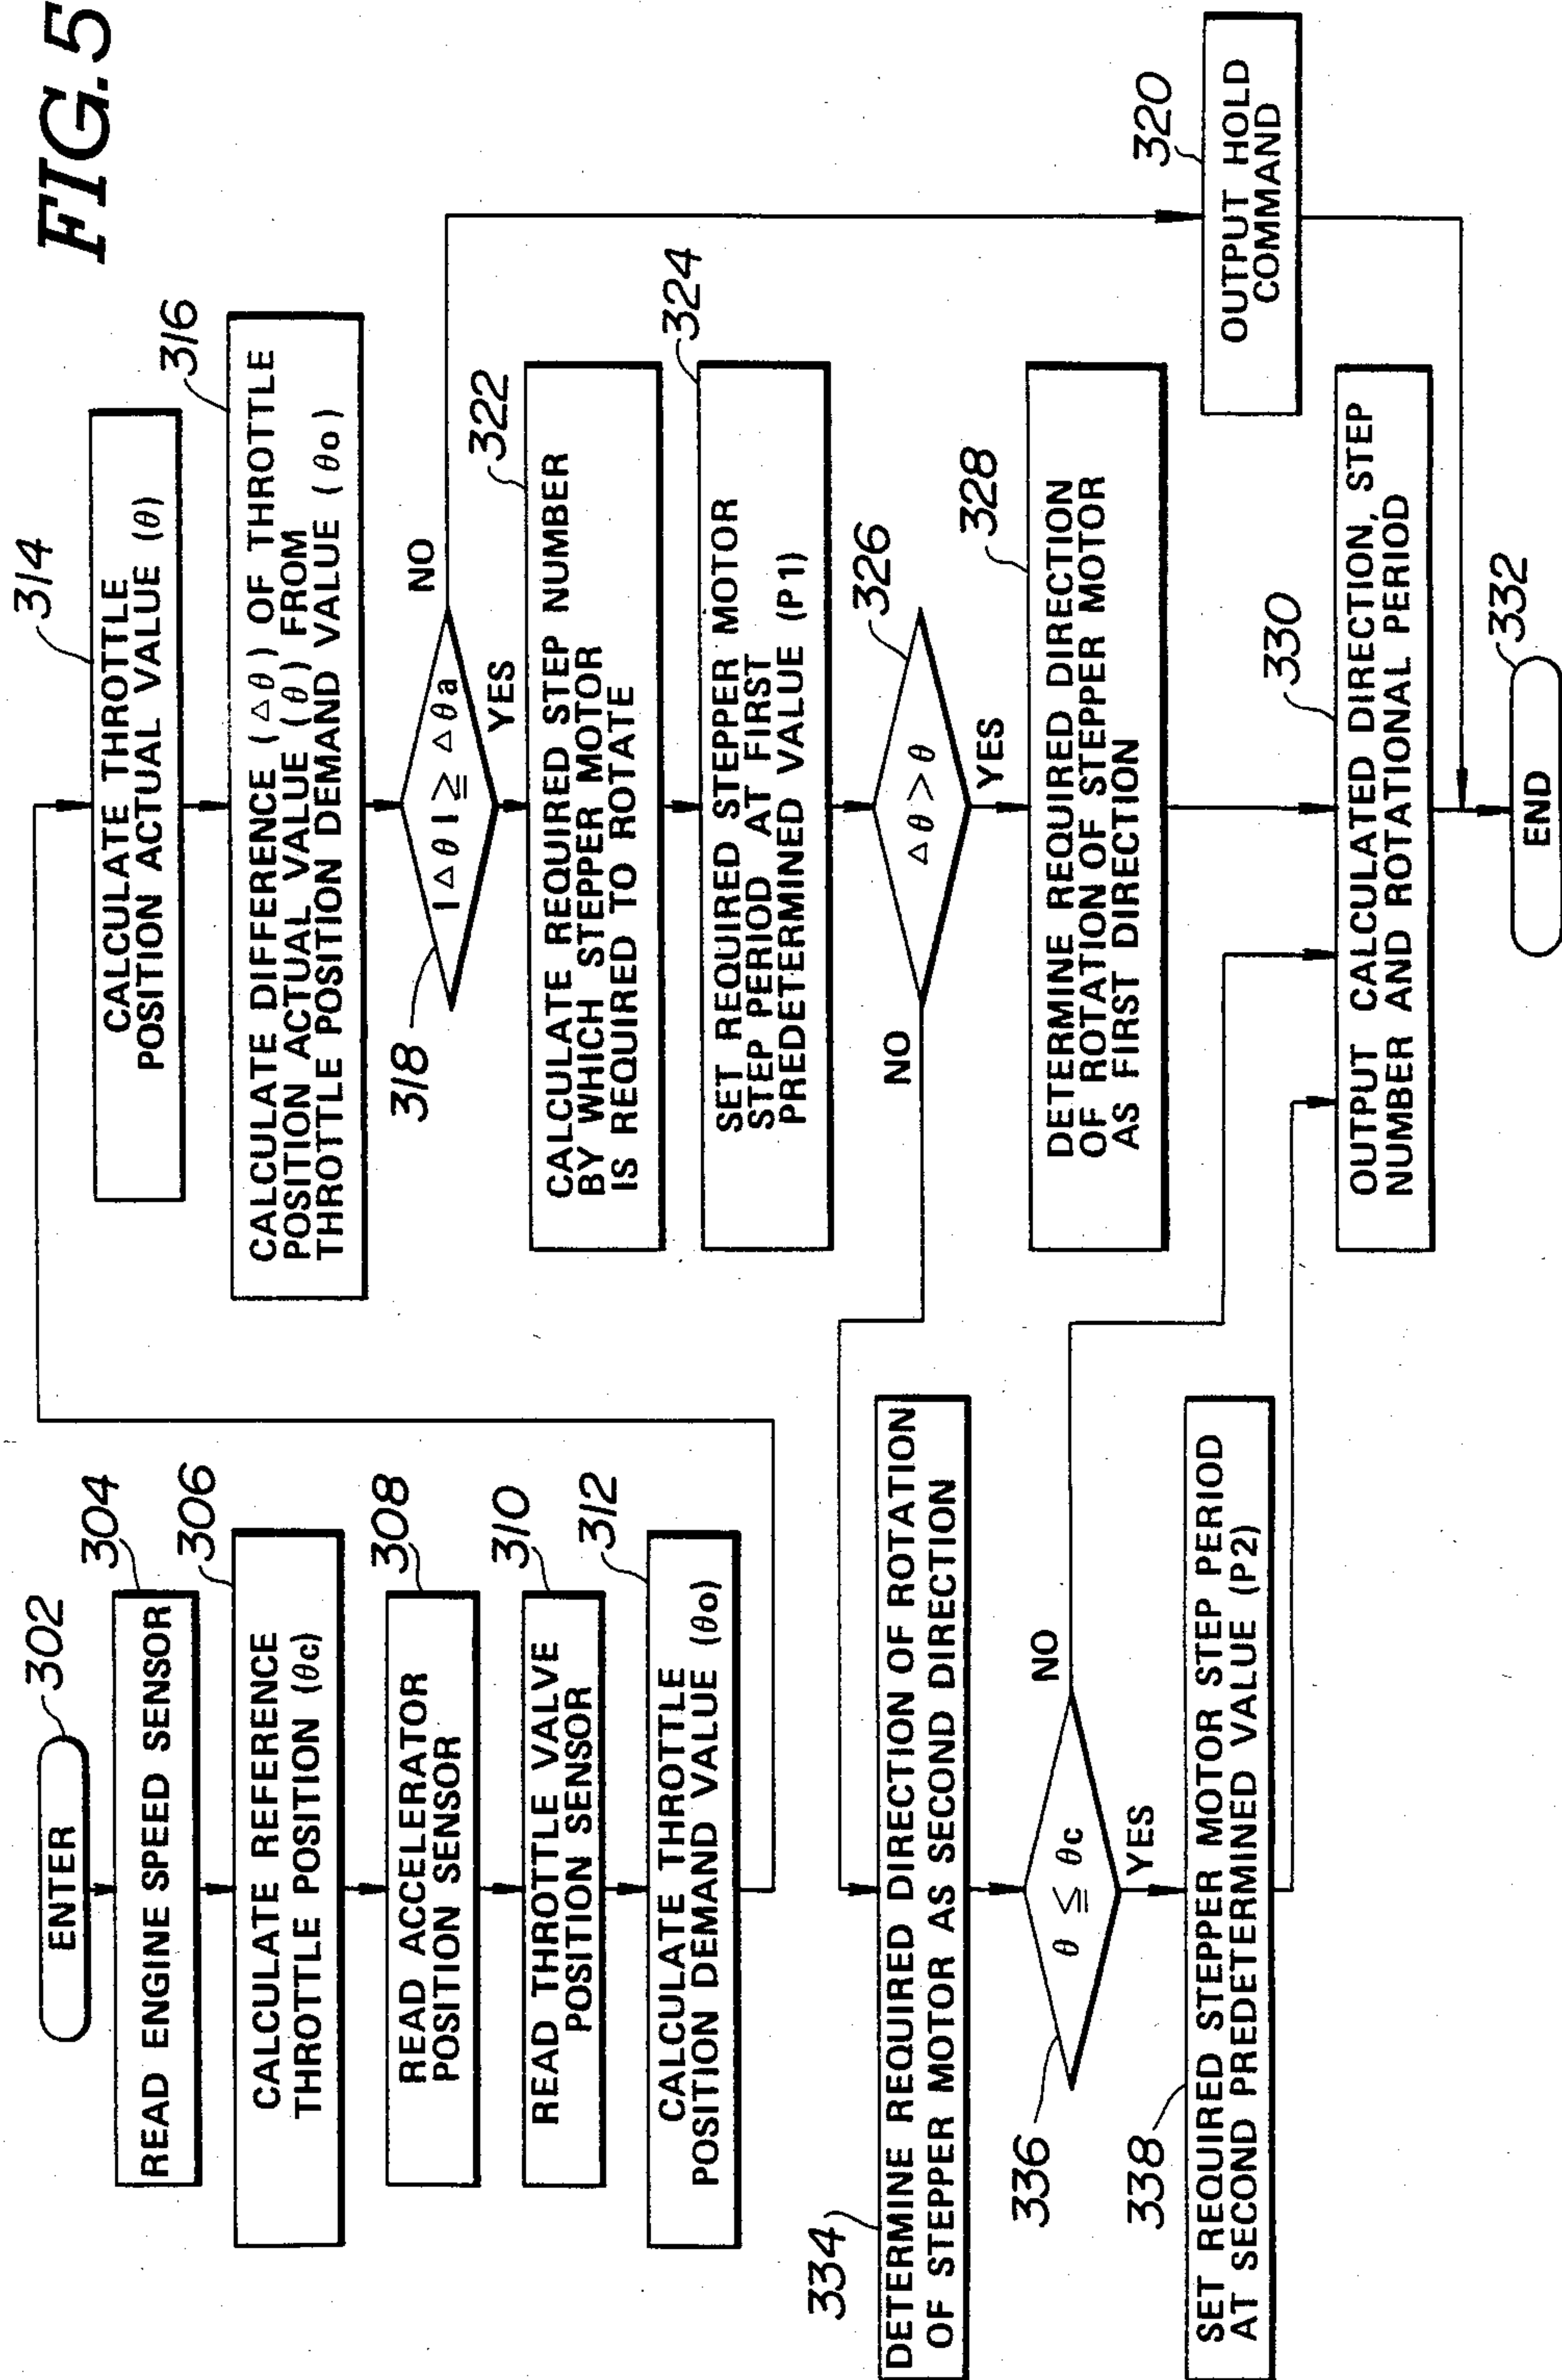 FIG.5
302
ENTER
304
READ ENGINE SPEED SENSOR
306
CALCULATE REFERENCE
THROTTLE POSITION (θc)
308
READ ACCELERATOR
POSITION SENSOR
310
READ THROTTLE VALVE
POSITION SENSOR
312
CALCULATE THROTTLE
POSITION DEMAND VALUE (θo)
314
CALCULATE THROTTLE
POSITION ACTUAL VALUE (θ)
316
CALCULATE DIFFERENCE (△θ) OF THROTTLE
POSITION ACTUAL VALUE (θ) FROM
THROTTLE POSITION DEMAND VALUE (θo)
318
|△θ| ≧ △θa
NO
YES
322
CALCULATE REQUIRED STEP NUMBER
BY WHICH STEPPER MOTOR
IS REQUIRED TO ROTATE
324
SET REQUIRED STEPPER MOTOR
STEP PERIOD AT FIRST
PREDETERMINED VALUE (P1)
326
△θ > θ
NO
YES
328
DETERMINE REQUIRED DIRECTION
OF ROTATION OF STEPPER MOTOR
AS FIRST DIRECTION
320
OUTPUT HOLD
COMMAND
330
OUTPUT CALCULATED DIRECTION, STEP
NUMBER AND ROTATIONAL PERIOD
332
END
334
DETERMINE REQUIRED DIRECTION OF ROTATION
OF STEPPER MOTOR AS SECOND DIRECTION
336
θ ≦ θc
NO
YES
338
SET REQUIRED STEPPER MOTOR STEP PERIOD
AT SECOND PREDETERMINED VALUE (P2)